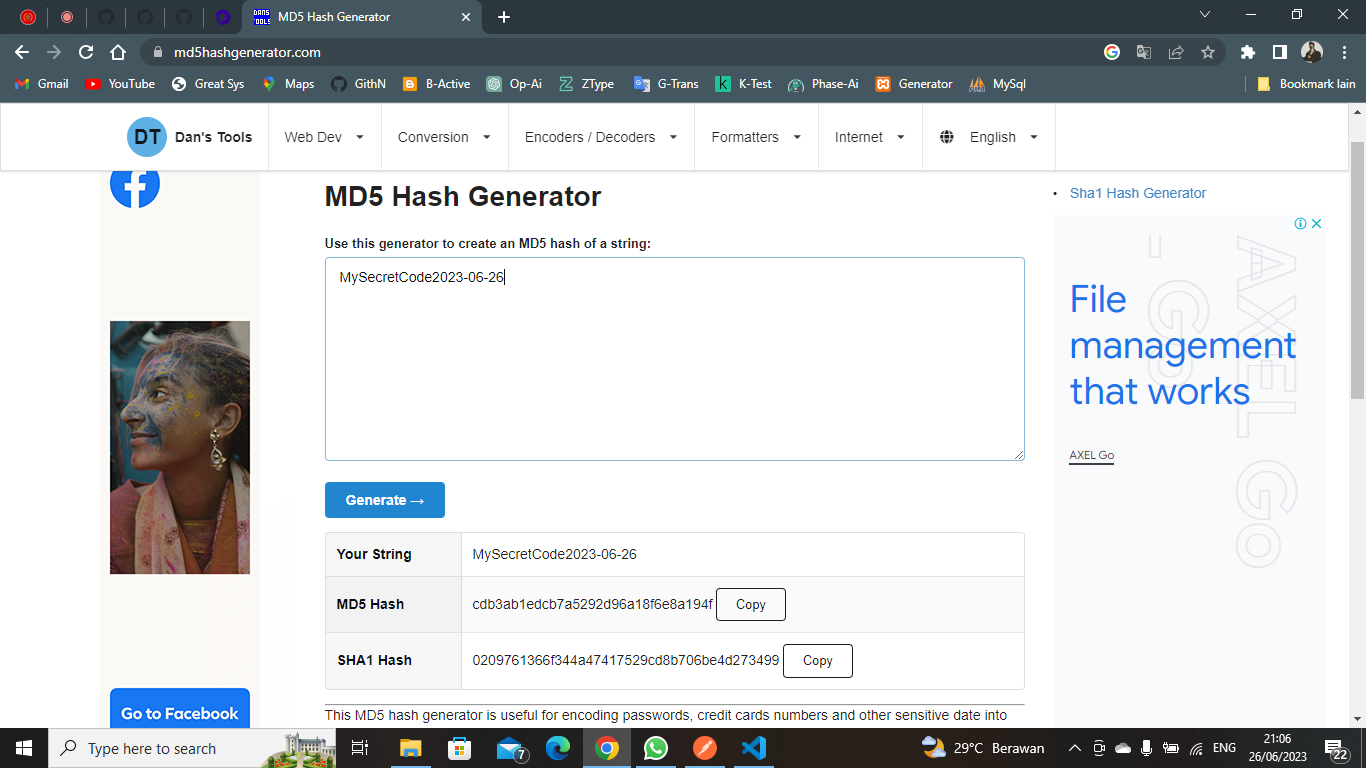 MD5 Hash Generator
md5hashgenerator.com
Gmail YouTube Great Sys Maps GithN B-Active Op-Ai ZType G-Trans K-Test Phase-Ai Generator MySql Bookmark lain
DT Dan's Tools Web Dev Conversion Encoders / Decoders Formatters Internet English
MD5 Hash Generator
Sha1 Hash Generator
Use this generator to create an MD5 hash of a string:
MySecretCode2023-06-26
File
management
that works
AXEL Go
AXEL GO
Generate →
Your String MySecretCode2023-06-26
MD5 Hash cdb3ab1edcb7a5292d96a18f6e8a194f Copy
SHA1 Hash 0209761366f344a47417529cd8b706be4d273499 Copy
Go to Facebook
This MD5 hash generator is useful for encoding passwords, credit cards numbers and other sensitive date into
Type here to search 7 29°C Berawan ENG 21:06
26/06/2023 22